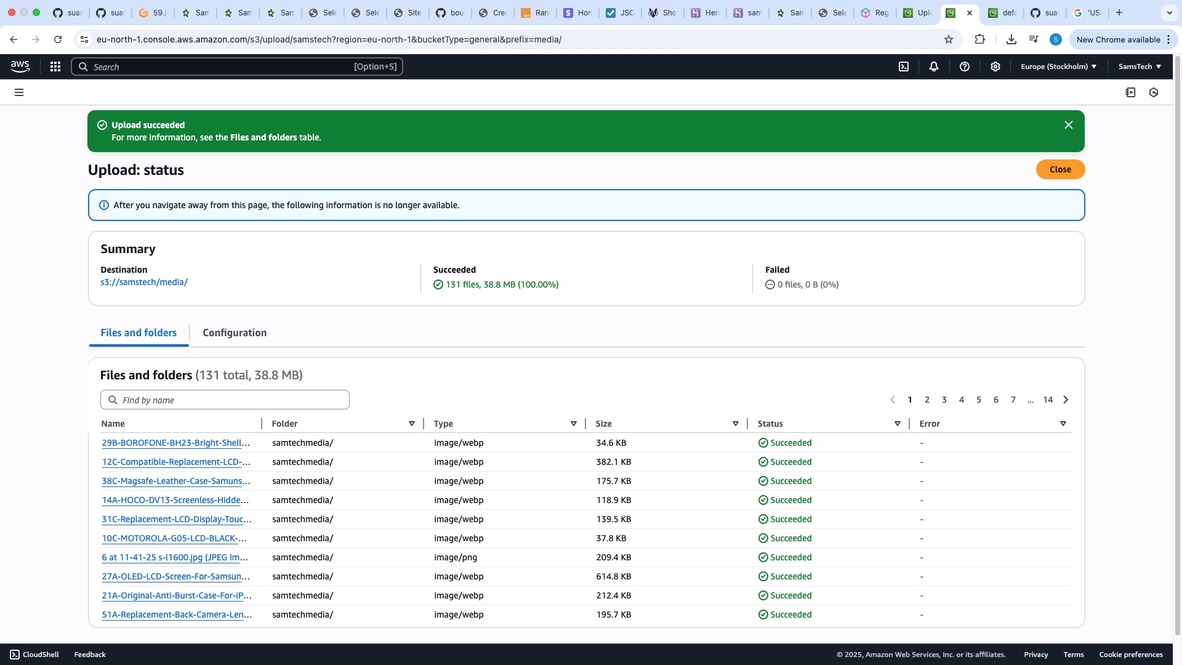 sua
sua
59.
San
San
San
Sele
Sele
Site
bou
Cre
Ran
Hon
JSO
Sho
Her
sam
San
Sele
Reg
Uplo
defa
sua
"US
eu-north-1.console.aws.amazon.com/s3/upload/samstech?region=eu-north-1&bucketType=general&prefix=media/
S
New Chrome available
aws
Search
[Option+S]
Europe (Stockholm)
SamsTech
Upload succeeded
For more information, see the Files and folders table.
Upload: status
Close
After you navigate away from this page, the following information is no longer available.
Summary
Destination
Succeeded
Failed
s3://samstech/media/
131 files, 38.8 MB (100.00%)
0 files, 0 B (0%)
Files and folders
Configuration
Files and folders (131 total, 38.8 MB)
Find by name
1 2 3 4 5 6 7 ... 14
Name Folder Type Size Status Error
29B-BOROFONE-BH23-Bright-Shell... samtechmedia/ image/webp 34.6 KB Succeeded -
12C-Compatible-Replacement-LCD-... samtechmedia/ image/webp 382.1 KB Succeeded -
38C-Magsafe-Leather-Case-Samuns... samtechmedia/ image/webp 175.7 KB Succeeded -
14A-HOCO-DV13-Screenless-Hidde... samtechmedia/ image/webp 118.9 KB Succeeded -
31C-Replacement-LCD-Display-Touc... samtechmedia/ image/webp 139.5 KB Succeeded -
10C-MOTOROLA-G05-LCD-BLACK-... samtechmedia/ image/webp 37.8 KB Succeeded -
6 at 11-41-25 s-l1600.jpg (JPEG Im... samtechmedia/ image/png 209.4 KB Succeeded -
27A-OLED-LCD-Screen-For-Samsun... samtechmedia/ image/webp 614.8 KB Succeeded -
21A-Original-Anti-Burst-Case-For-iP... samtechmedia/ image/webp 212.4 KB Succeeded -
51A-Replacement-Back-Camera-Len... samtechmedia/ image/webp 195.7 KB Succeeded -
CloudShell
Feedback
© 2025, Amazon Web Services, Inc. or its affiliates.
Privacy
Terms
Cookie preferences